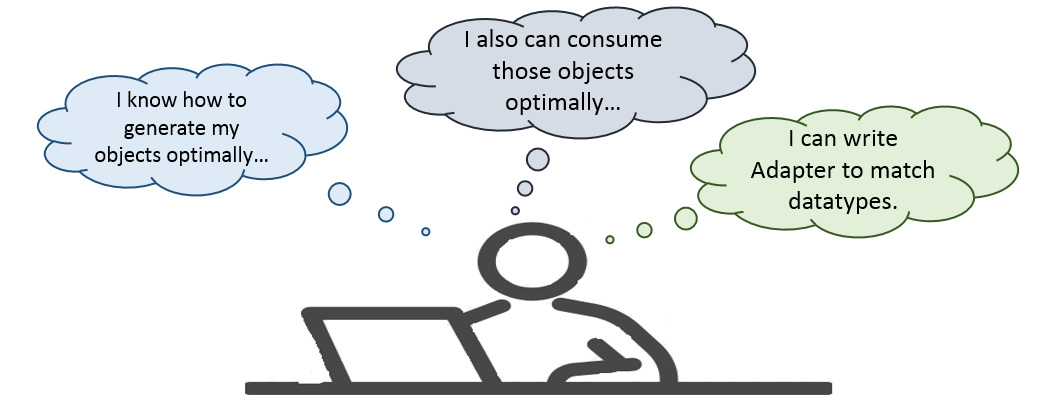 I know how to
generate my
objects optimally...
I also can consume
those objects
optimally...
I can write
Adapter to match
datatypes.